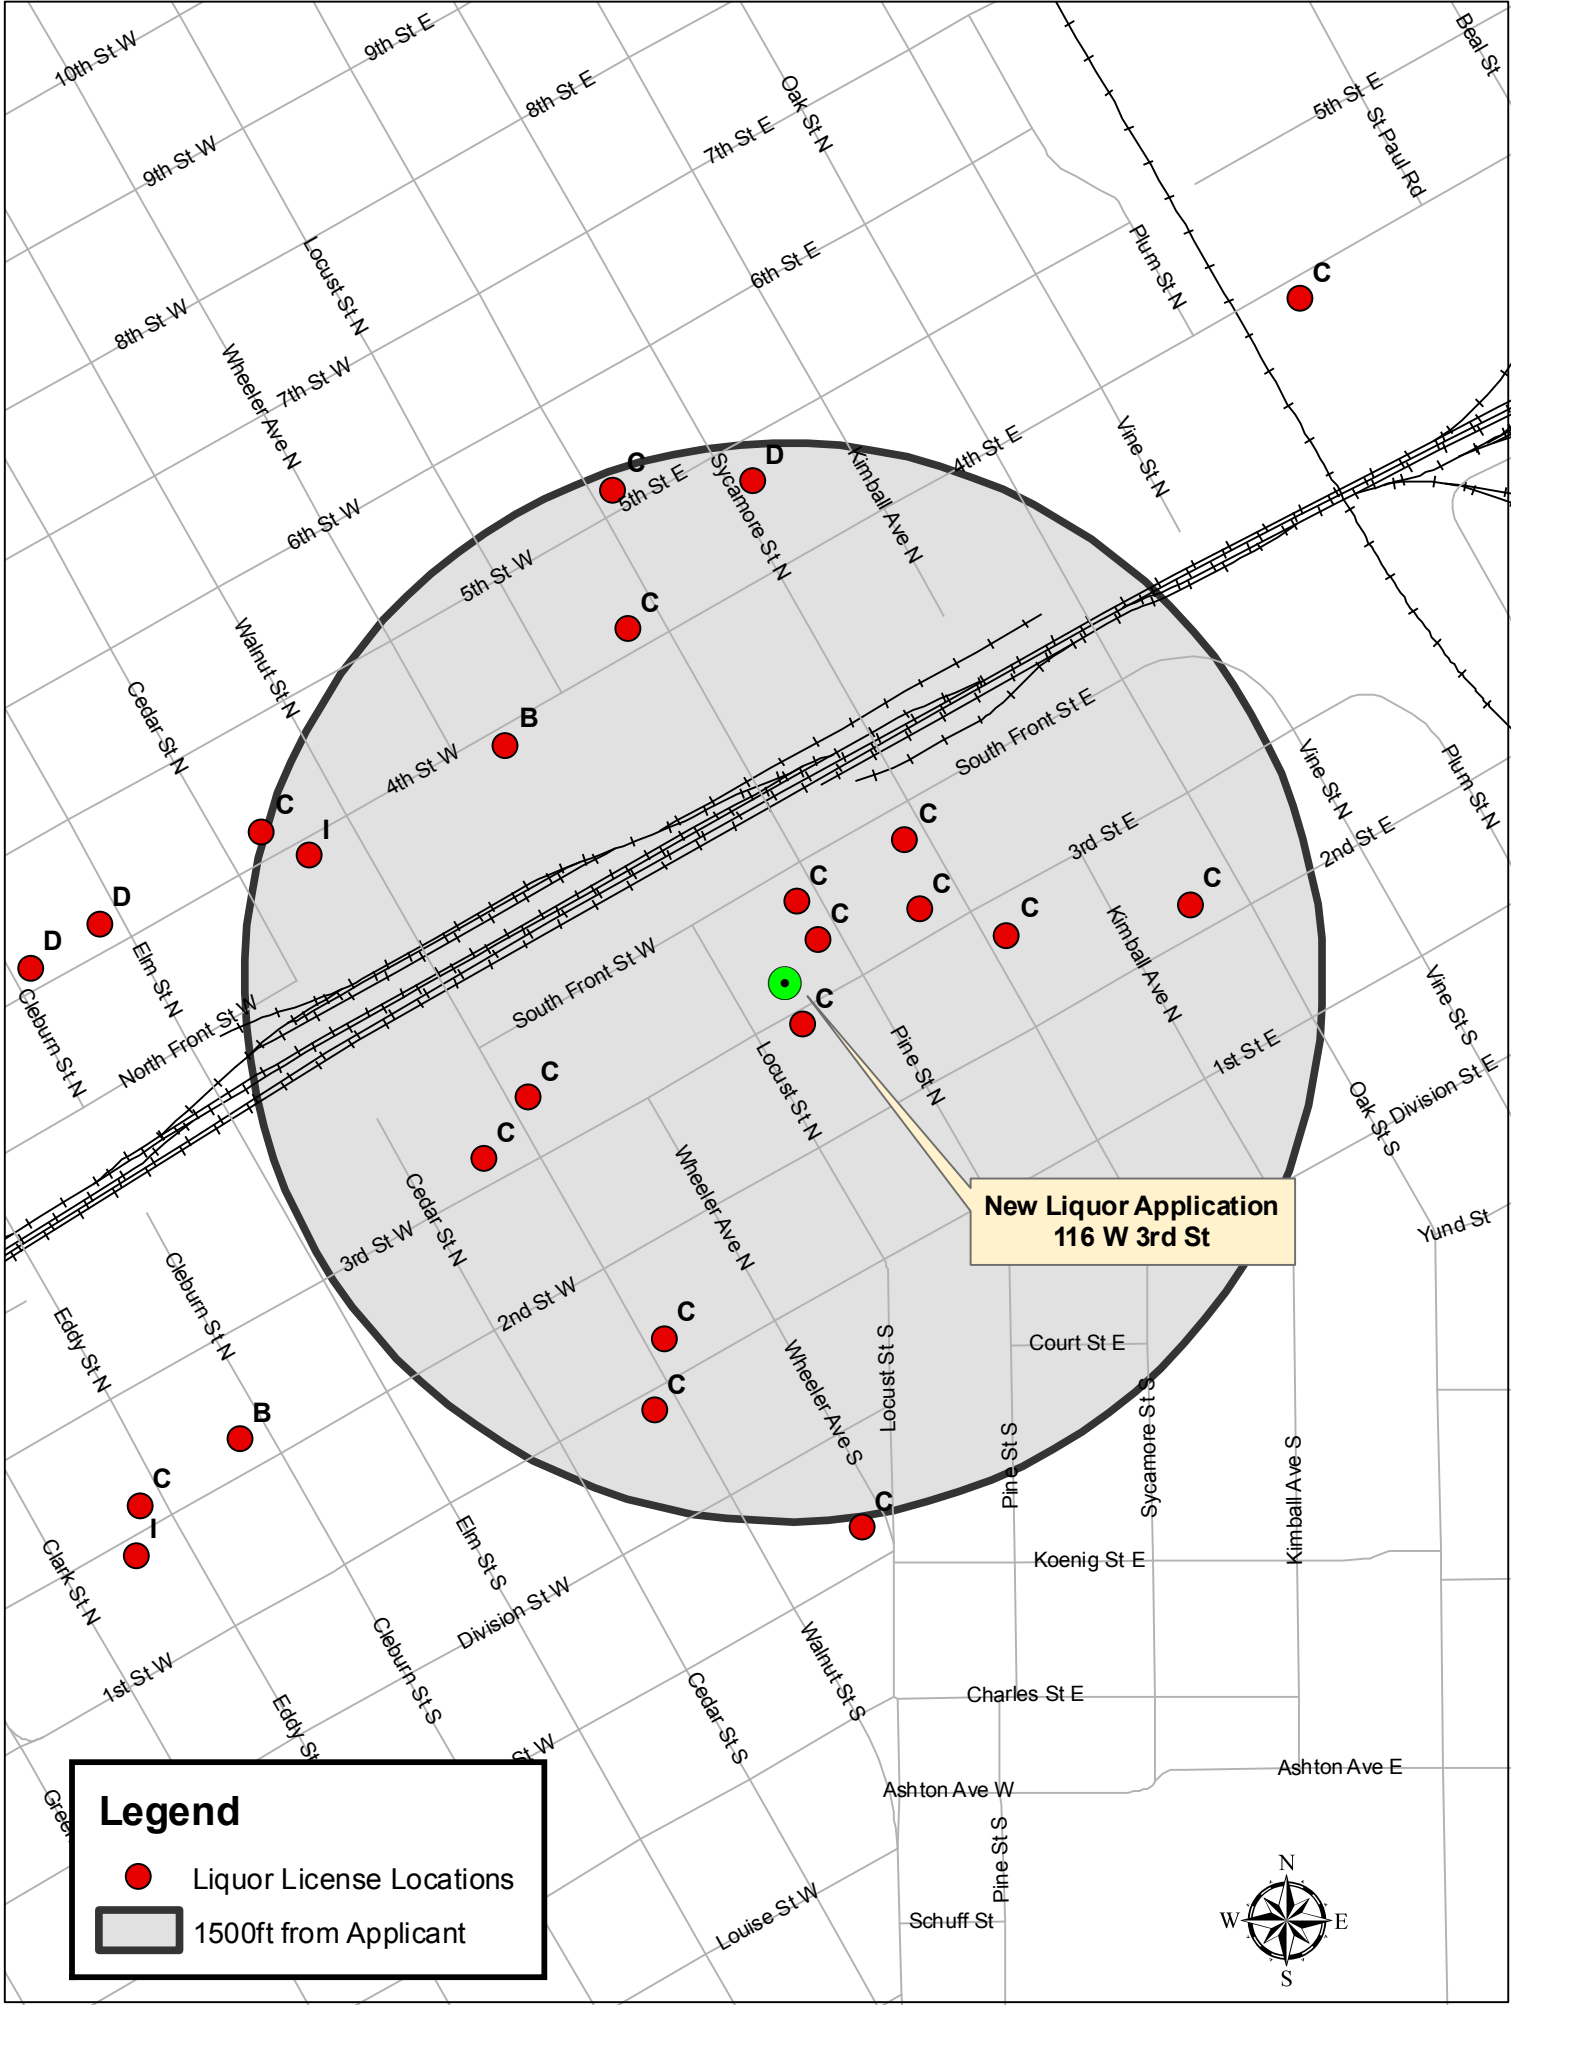 10th St W
9th St E
8th St E
Oak St N
Beal St
5th St E
St Paul Rd
9th St W
7th St E
Locust St N
6th St E
Plum St N
C
8th St W
Wheeler Ave N
7th St W
Vine St N
4th St E
C
D
5th St E
Sycamore St N
Kimball Ave N
6th St W
5th St W
C
Walnut St N
Cedar St N
B
4th St W
South Front St E
Vine St N
Plum St N
C
I
C
3rd St E
2nd St E
C
C
C
C
C
D
D
Elm St N
Kimball Ave N
South Front St W
Vine St S
C
Cleburn St N
North Front St W
Locust St N
Pine St N
1st St E
Division St E
Oak St S
C
C
Wheeler Ave N
Cedar St N
New Liquor Application
116 W 3rd St
Yund St
3rd St W
Cleburn St N
2nd St W
Eddy St N
C
Wheeler Ave S
Locust St S
Court St E
C
B
Pine St S
Sycamore St S
Kimball Ave S
C
I
C
Clark St N
Elm St S
Koenig St E
Division St W
Cleburn St S
1st St W
Walnut St S
Cedar St S
Charles St E
Eddy St
St W
Ashton Ave W
Ashton Ave E
Legend
Liquor License Locations
1500ft from Applicant
Pine St S
Louise St W
Schuff St
N
W
E
S